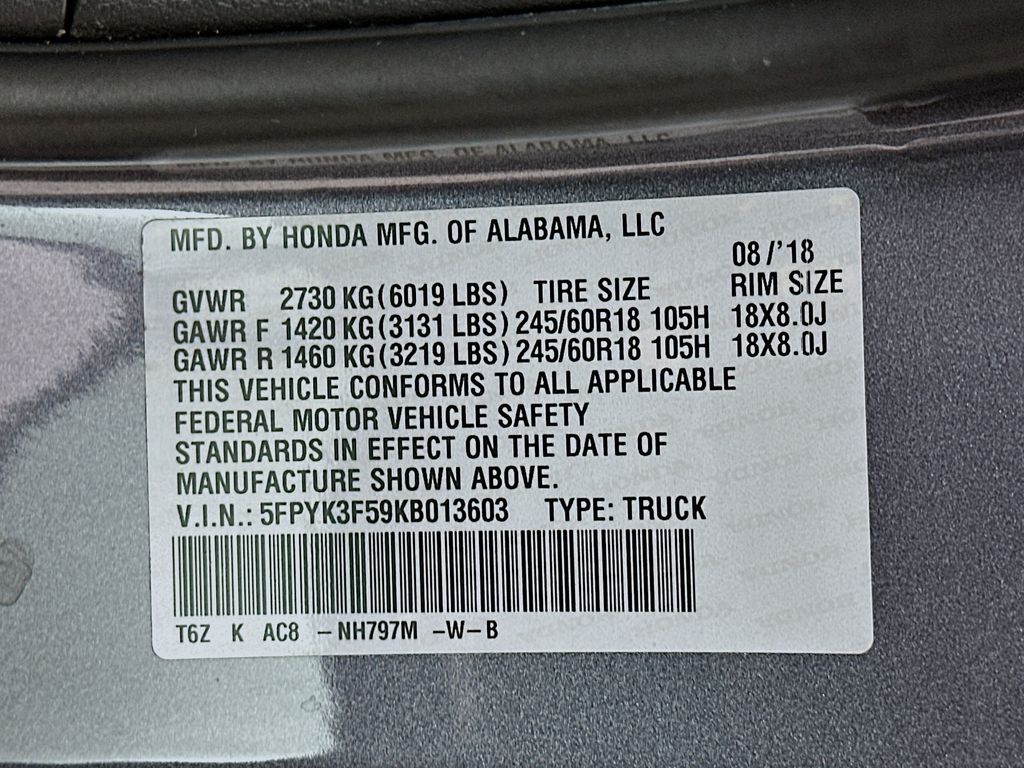 MFD. BY HONDA MFG. OF ALABAMA, LLC
08/'18
GVWR 2730 KG (6019 LBS) TIRE SIZE RIM SIZE
GAWR F 1420 KG (3131 LBS) 245/60R18 105H 18X8.0J
GAWR R 1460 KG (3219 LBS) 245/60R18 105H 18X8.0J
THIS VEHICLE CONFORMS TO ALL APPLICABLE
FEDERAL MOTOR VEHICLE SAFETY
STANDARDS IN EFFECT ON THE DATE OF
MANUFACTURE SHOWN ABOVE.
V.I.N.: 5FPYK3F59KB013603 TYPE: TRUCK
T6Z K AC8 -NH797M -W-B